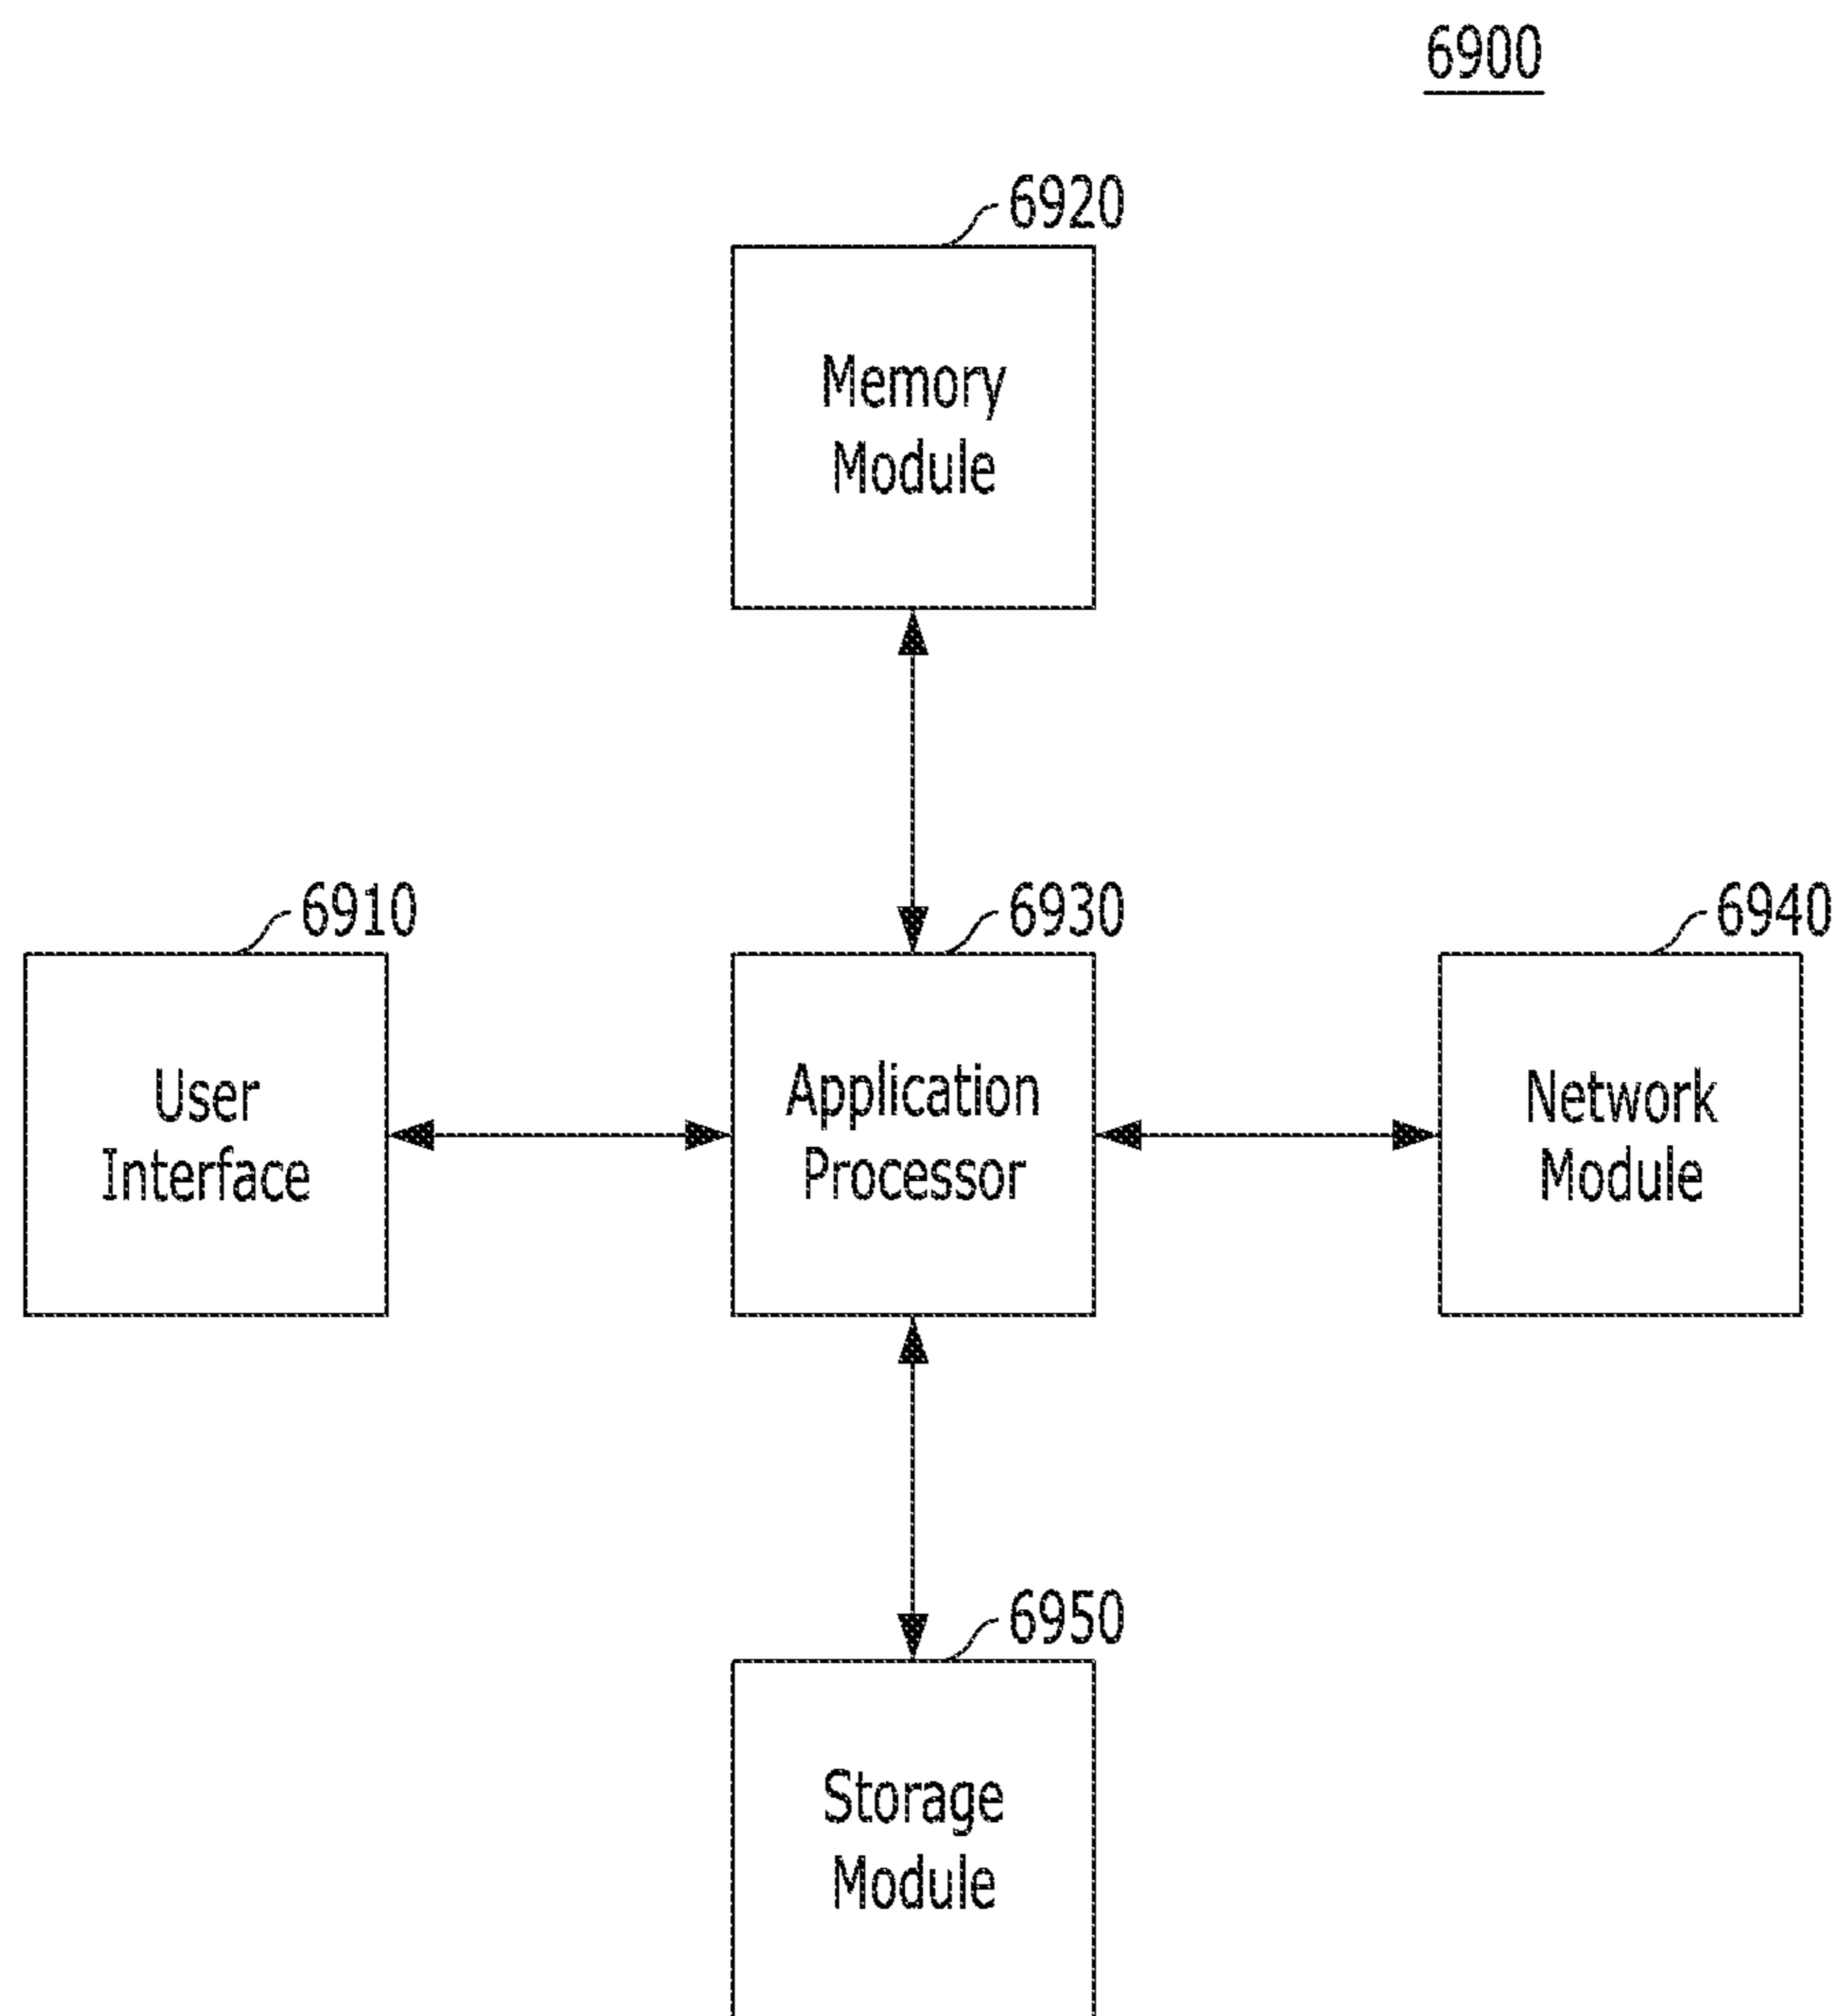 6900
6920
Memory
Module
6910
6930
6940
User
Interface
Application
Processor
Network
Module
6950
Storage
Module